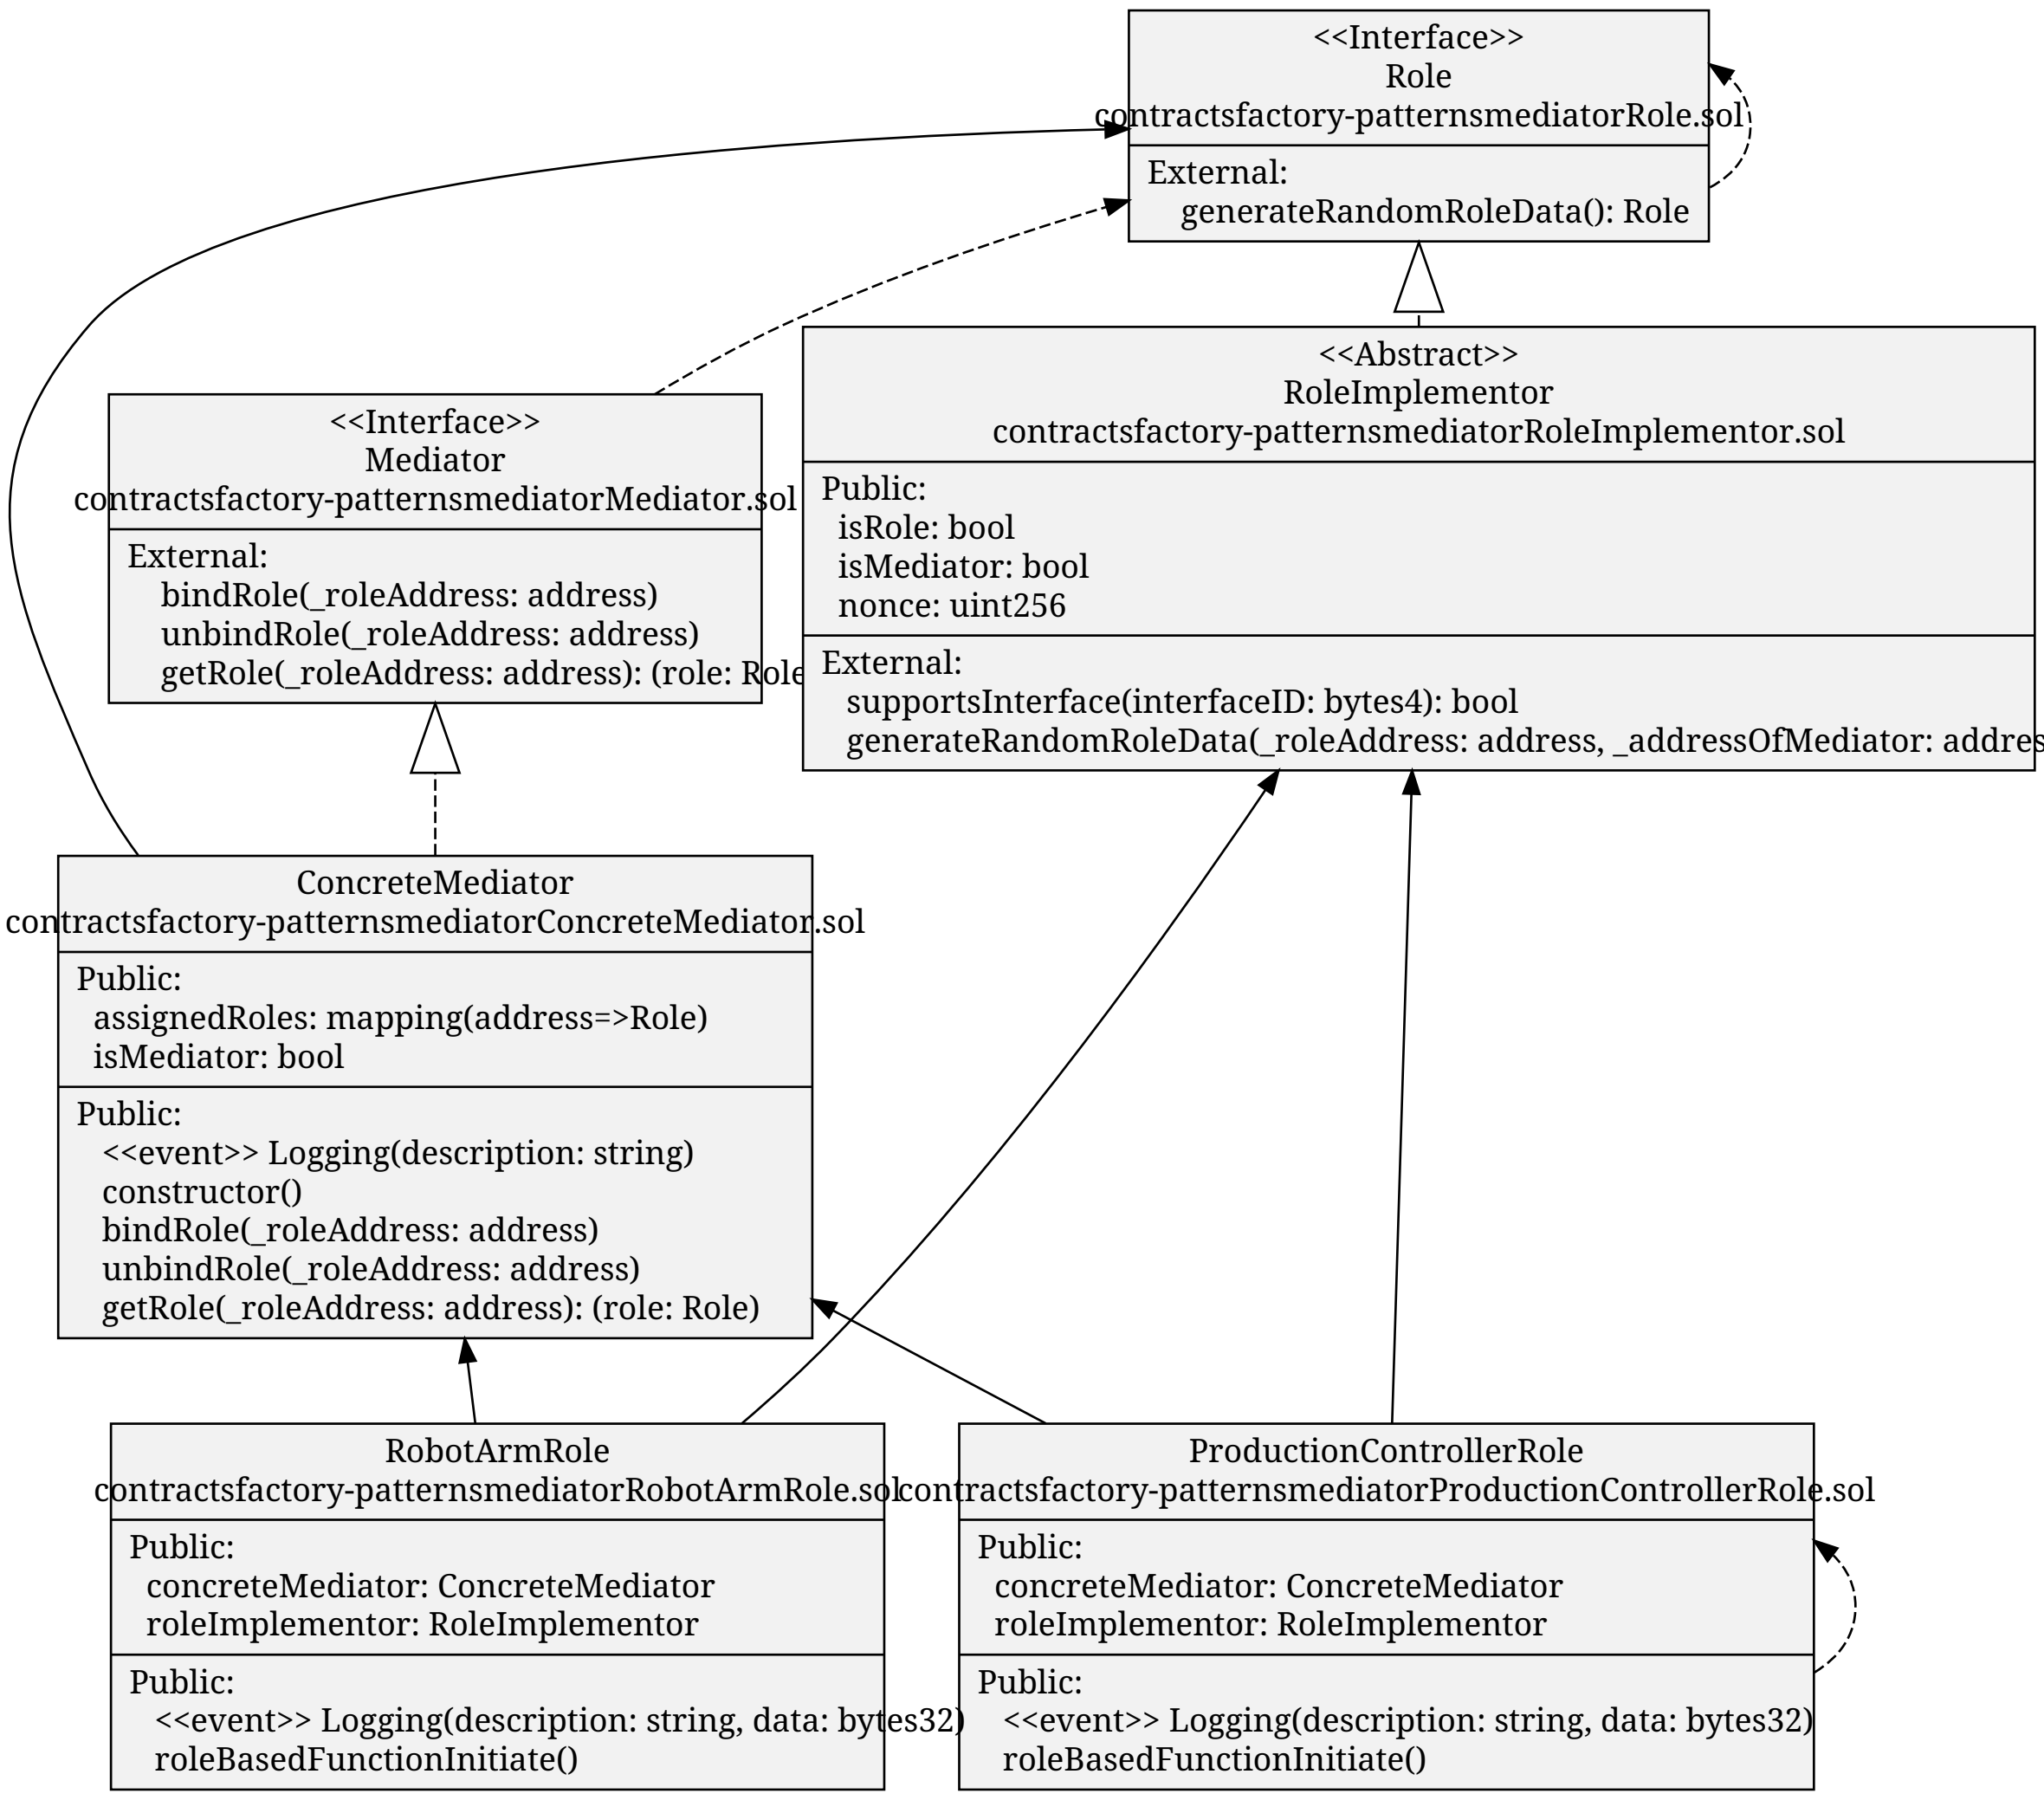 <<Interface>>
Role
contractsfactory-patternsmediatorRole.sol
External:
generateRandomRoleData(): Role
<<Interface>>
Mediator
contractsfactory-patternsmediatorMediator.sol
External:
bindRole(_roleAddress: address)
unbindRole(_roleAddress: address)
getRole(_roleAddress: address): (role: Role
<<Abstract>>
RoleImplementor
contractsfactory-patternsmediatorRoleImplementor.sol
Public:
isRole: bool
isMediator: bool
nonce: uint256
External:
supportsInterface(interfaceID: bytes4): bool
generateRandomRoleData(_roleAddress: address, _addressOfMediator: addres
ConcreteMediator
contractsfactory-patternsmediatorConcreteMediator.sol
Public:
assignedRoles: mapping(address=>Role)
isMediator: bool
Public:
<<event>> Logging(description: string)
constructor()
bindRole(_roleAddress: address)
unbindRole(_roleAddress: address)
getRole(_roleAddress: address): (role: Role)
RobotArmRole
contractsfactory-patternsmediatorRobotArmRole.sol
Public:
concreteMediator: ConcreteMediator
roleImplementor: RoleImplementor
Public:
<<event>> Logging(description: string, data: bytes32)
roleBasedFunctionInitiate()
ProductionControllerRole
contractsfactory-patternsmediatorProductionControllerRole.sol
Public:
concreteMediator: ConcreteMediator
roleImplementor: RoleImplementor
Public:
<<event>> Logging(description: string, data: bytes32)
roleBasedFunctionInitiate()